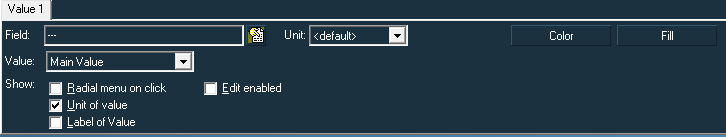 Value 1
Field: --- Unit: <default> Color Fill
Value: Main Value
Show: Radial menu on click Edit enabled
Unit of value
Label of Value